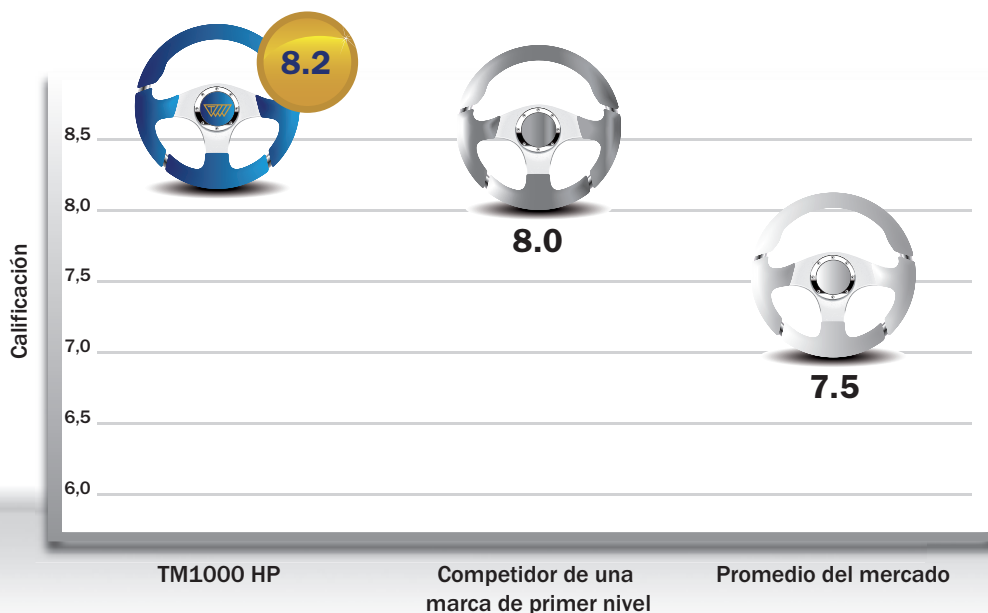 8.2
8,5
8,0
8.0
7,5
Calificación
7,0
7.5
6,5
6,0
TM1000 HP
Competidor de una
marca de primer nivel
Promedio del mercado